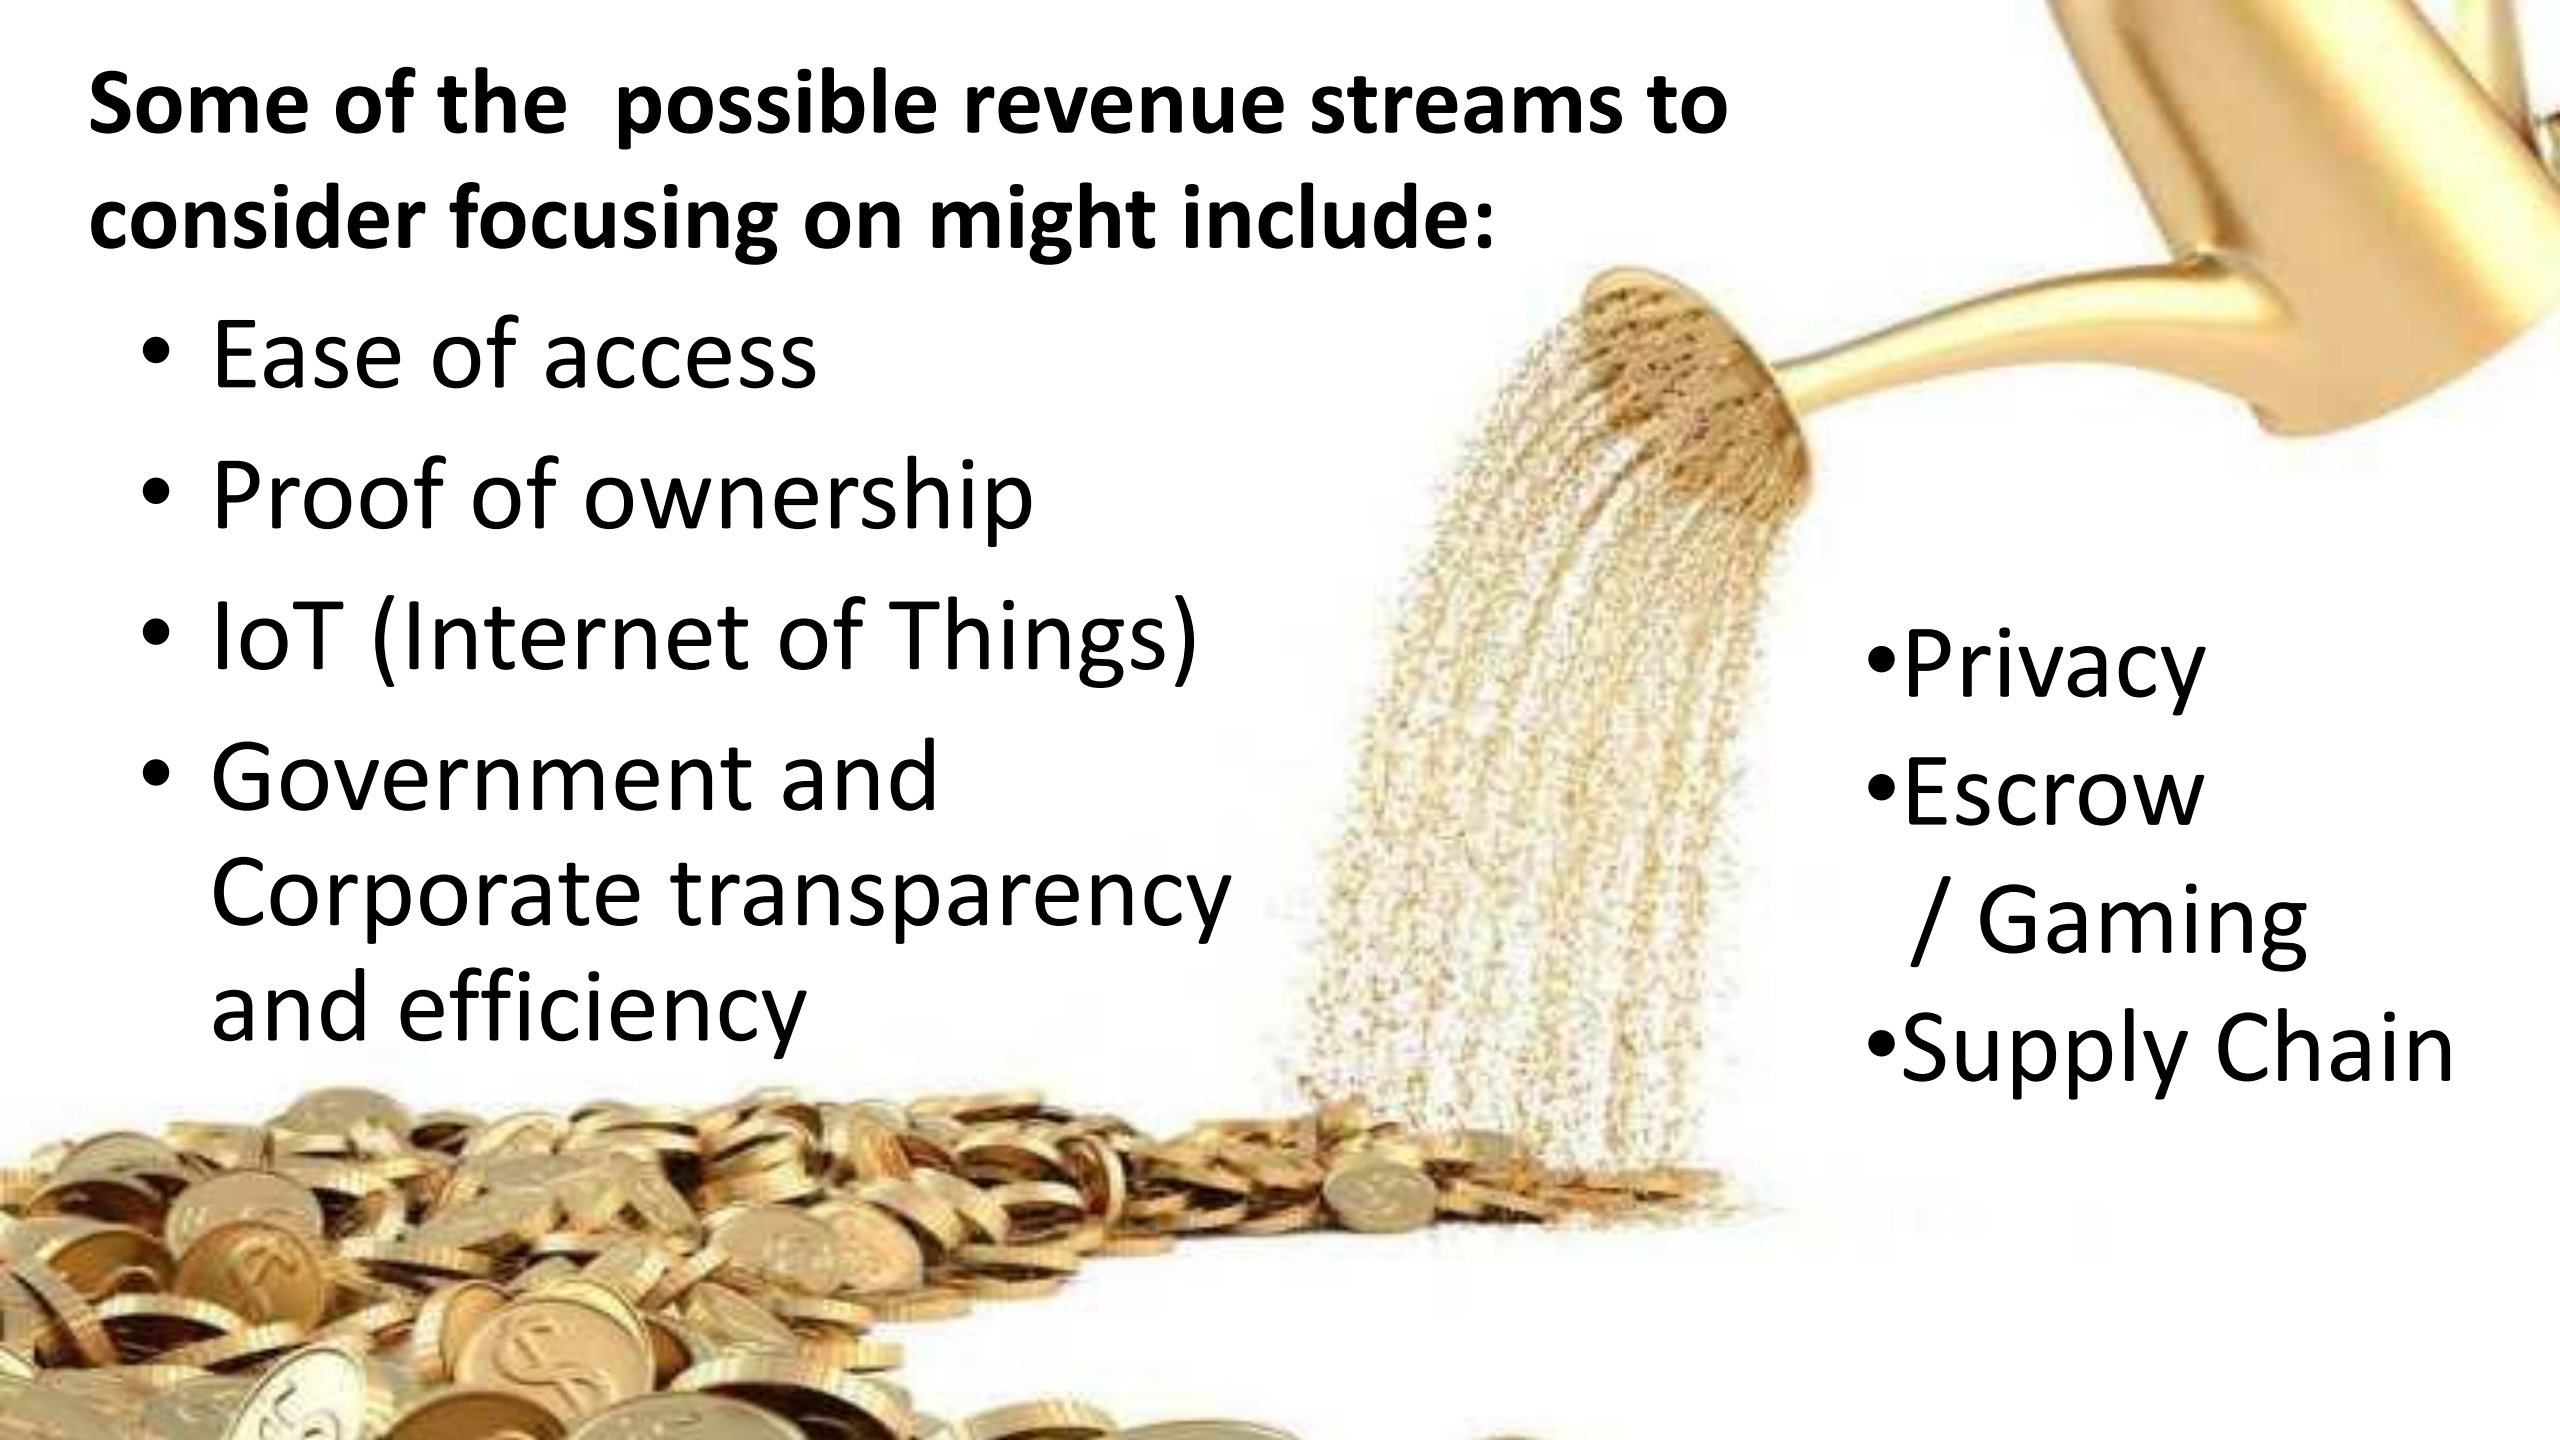 Some of the  possible revenue streams to
consider focusing on might include:
• Ease of access
• Proof of ownership
• IoT (Internet of Things)
• Government and
Corporate transparency
and efficiency
•Privacy
•Escrow
/ Gaming
•Supply Chain